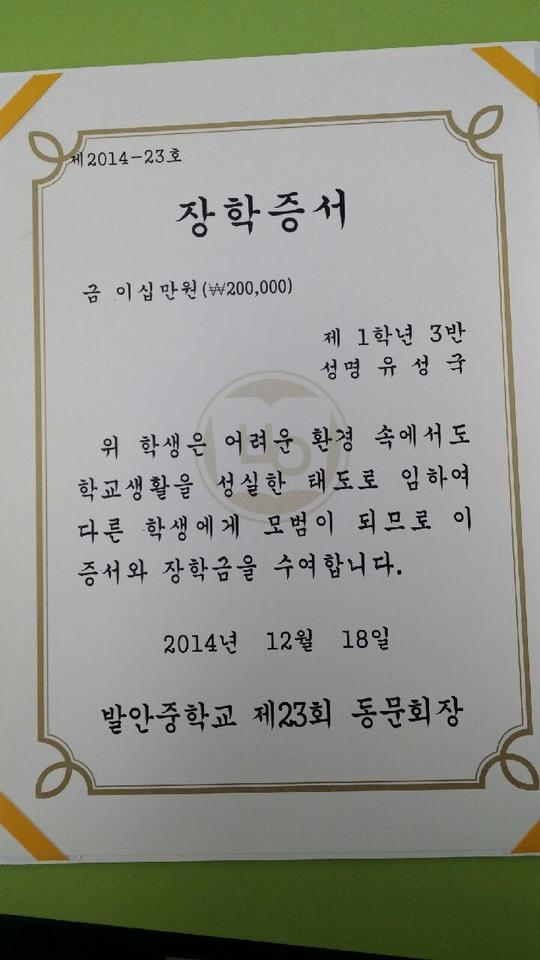 제2014-23호
장학증서
금 이십만원(₩200,000)
제 1학년 3반
성명 유 성 국
위 학생은 어려운 환경 속에서도
학교생활을 성실한 태도로 임하여
다른 학생에게 모범이 되므로 이
증서와 장학금을 수여합니다.
2014년 12월 18일
발안중학교 제23회 동문회장